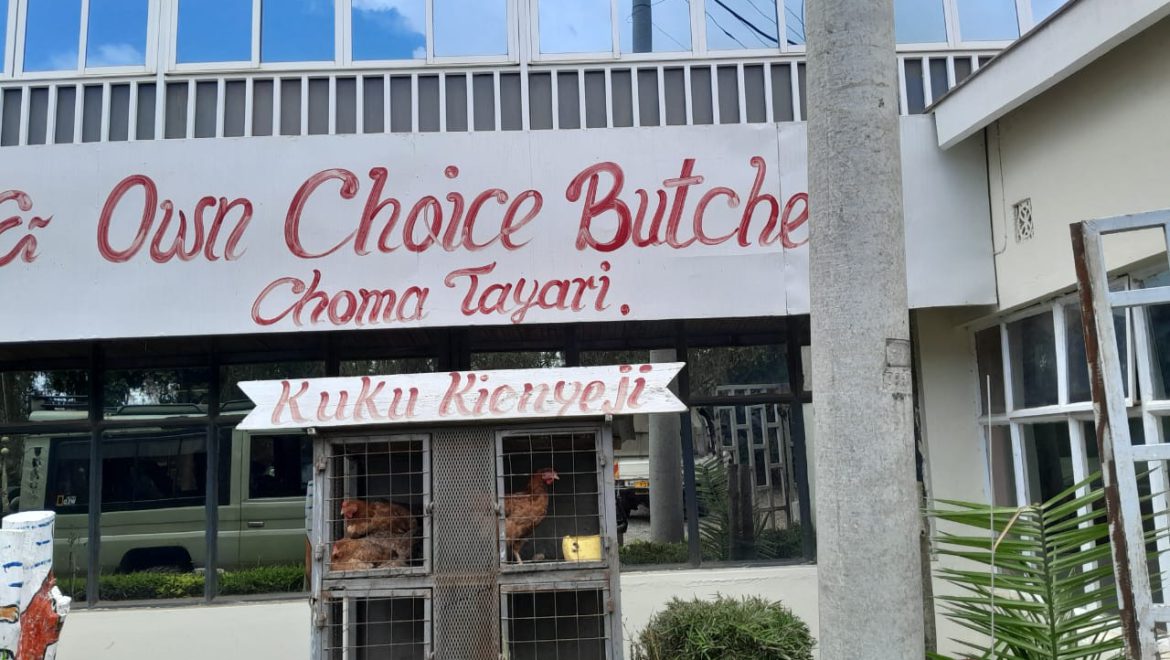 Own Choice Butche
Choma Tayari.
Kuku Kienyeji